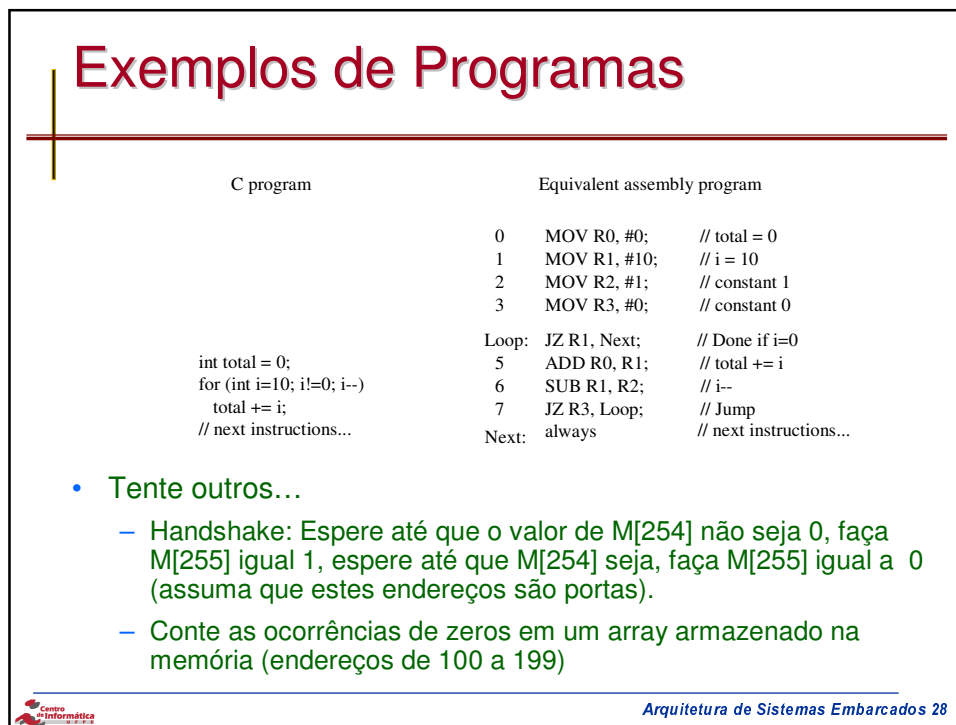 Exemplos de Programas
C program
Equivalent assembly program
0 MOV R0, #0; // total = 0
1 MOV R1, #10; // i = 10
2 MOV R2, #1; // constant 1
3 MOV R3, #0; // constant 0
Loop: JZ R1, Next; // Done if i=0
5 ADD R0, R1; // total += i
6 SUB R1, R2; // i--
7 JZ R3, Loop; // Jump
Next: always // next instructions...
int total = 0;
for (int i=10; i!=0; i--)
total += i;
// next instructions...
• Tente outros…
– Handshake: Espere até que o valor de M[254] não seja 0, faça
M[255] igual 1, espere até que M[254] seja, faça M[255] igual a 0
(assuma que estes endereços são portas).
– Conte as ocorrências de zeros em um array armazenado na
memória (endereços de 100 a 199)
Centro
de Informática
UFPE
Arquitetura de Sistemas Embarcados 28